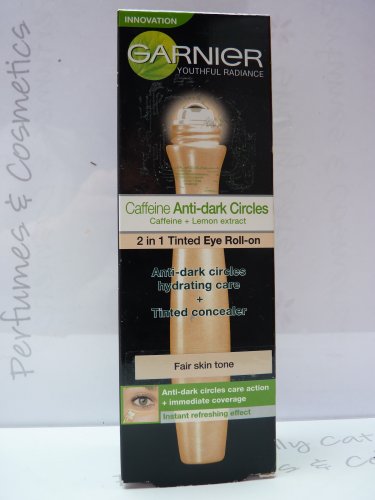 INNOVATION
GARNIER
YOUTHFUL RADIANCE
Caffeine Anti-dark Circles
Caffeine + Lemon extract
2 in 1 Tinted Eye Roll-on
Anti-dark circles
hydrating care
+
Tinted concealer
Fair skin tone
Anti-dark circles care action
+ immediate coverage
Instant refreshing effect
Perfumes & Cosmetics